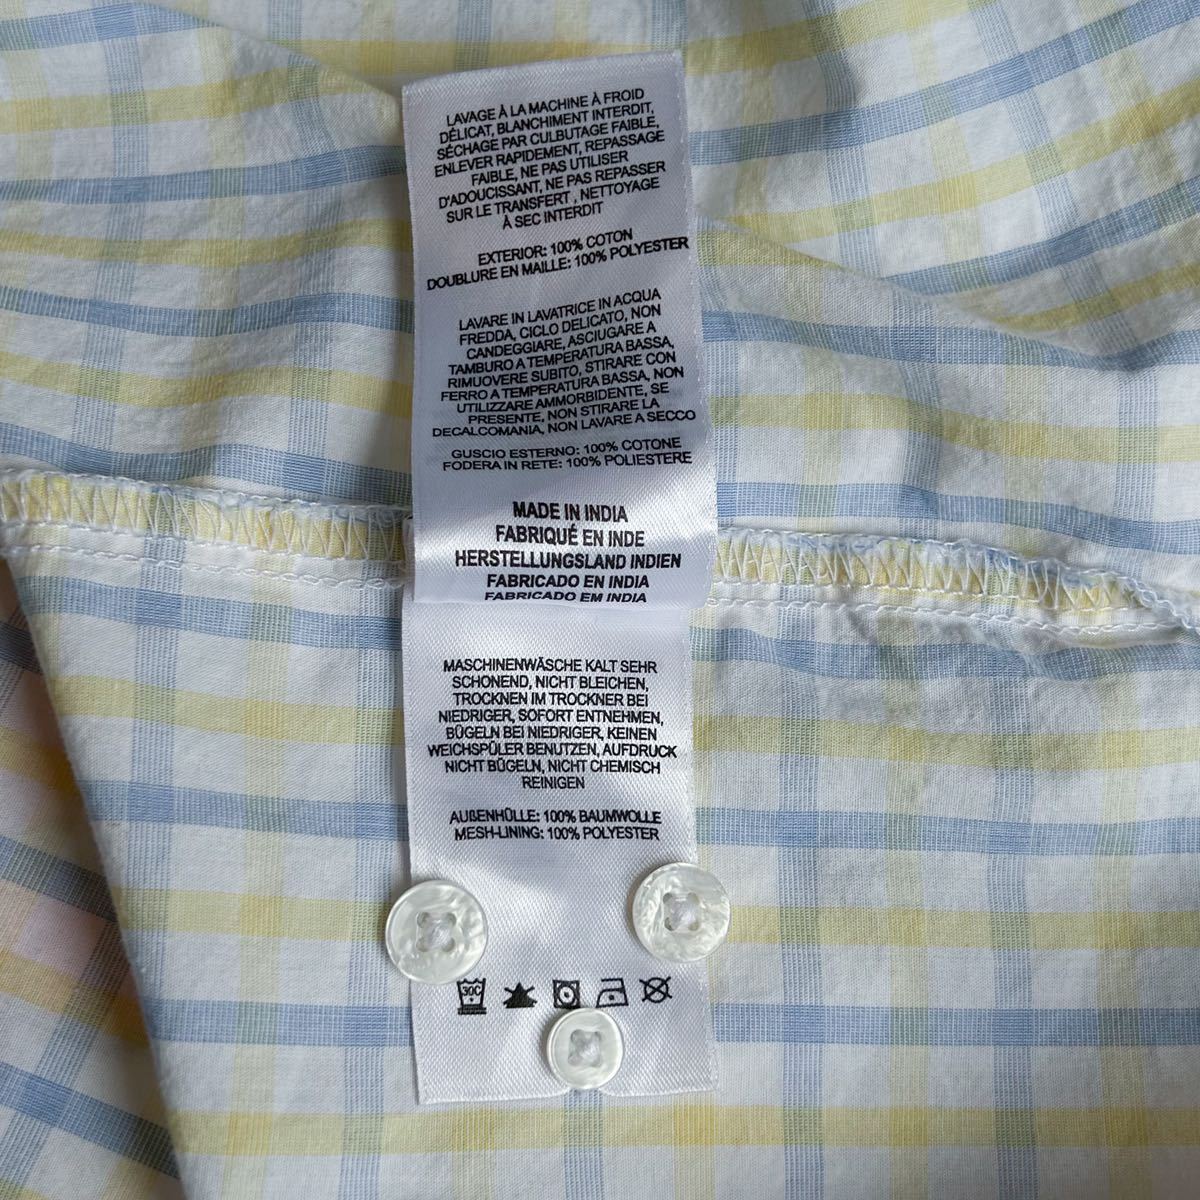 LAVAGE À LA MACHINE À FROID
DÉLICAT, BLANCHIMENT INTERDIT,
SÉCHAGE PAR CULBUTAGE FAIBLE,
ENLEVER RAPIDEMENT, REPASSAGE
FAIBLE, NE PAS UTILISER
D'ADOUCISSANT, NE PAS REPASSER
SUR LE TRANSFERT , NETTOYAGE
À SEC INTERDIT
EXTERIOR: 100% COTON
DOUBLURE EN MAILLE: 100% POLYESTER
LAVARE IN LAVATRICE IN ACQUA
FREDDA, CICLO DELICATO, NON
CANDEGGIARE, ASCIUGARE A
TAMBURO A TEMPERATURA BASSA,
RIMUOVERE SUBITO, STIRARE CON
FERRO A TEMPERATURA BASSA, NON
UTILIZZARE AMMORBIDENTE, SE
PRESENTE, NON STIRARE LA
DECALCOMANIA, NON LAVARE A SECCO
GUSCIO ESTERNO: 100% COTONE
FODERA IN RETE: 100% POLIESTERE
MADE IN INDIA
FABRIQUÉ EN INDE
HERSTELLUNGSLAND INDIEN
FABRICADO EN INDIA
FABRICADO EM INDIA
MASCHINENWÄSCHE KALT SEHR
SCHONEND, NICHT BLEICHEN,
TROCKNEN IM TROCKNER BEI
NIEDRIGER, SOFORT ENTNEHMEN,
BÜGELN BEI NIEDRIGER, KEINEN
WEICHSPÜLER BENUTZEN, AUFDRUCK
NICHT BÜGELN, NICHT CHEMISCH
REINIGEN
AUßENHÜLLE: 100% BAUMWOLLE
MESH-LINING: 100% POLYESTER
30C